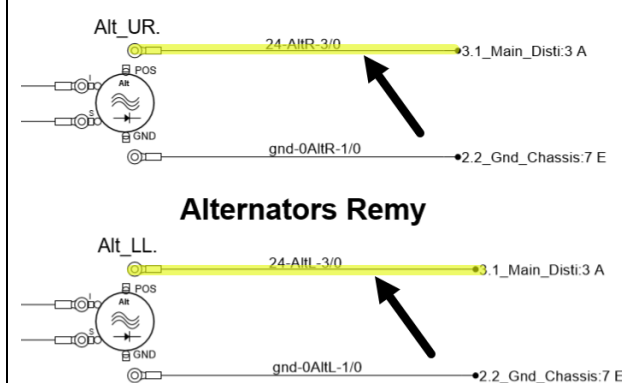 Alt_UR.
24-AltR-3/0
3.1_Main_Disti:3 A
POS
Alt
I
S
GND
gnd-0AltR-1/0
2.2_Gnd_Chassis:7 E
Alternators Remy
Alt_LL.
24-AltL-3/0
3.1_Main_Disti:3 A
POS
Alt
I
S
GND
gnd-0AltL-1/0
2.2_Gnd_Chassis:7 E